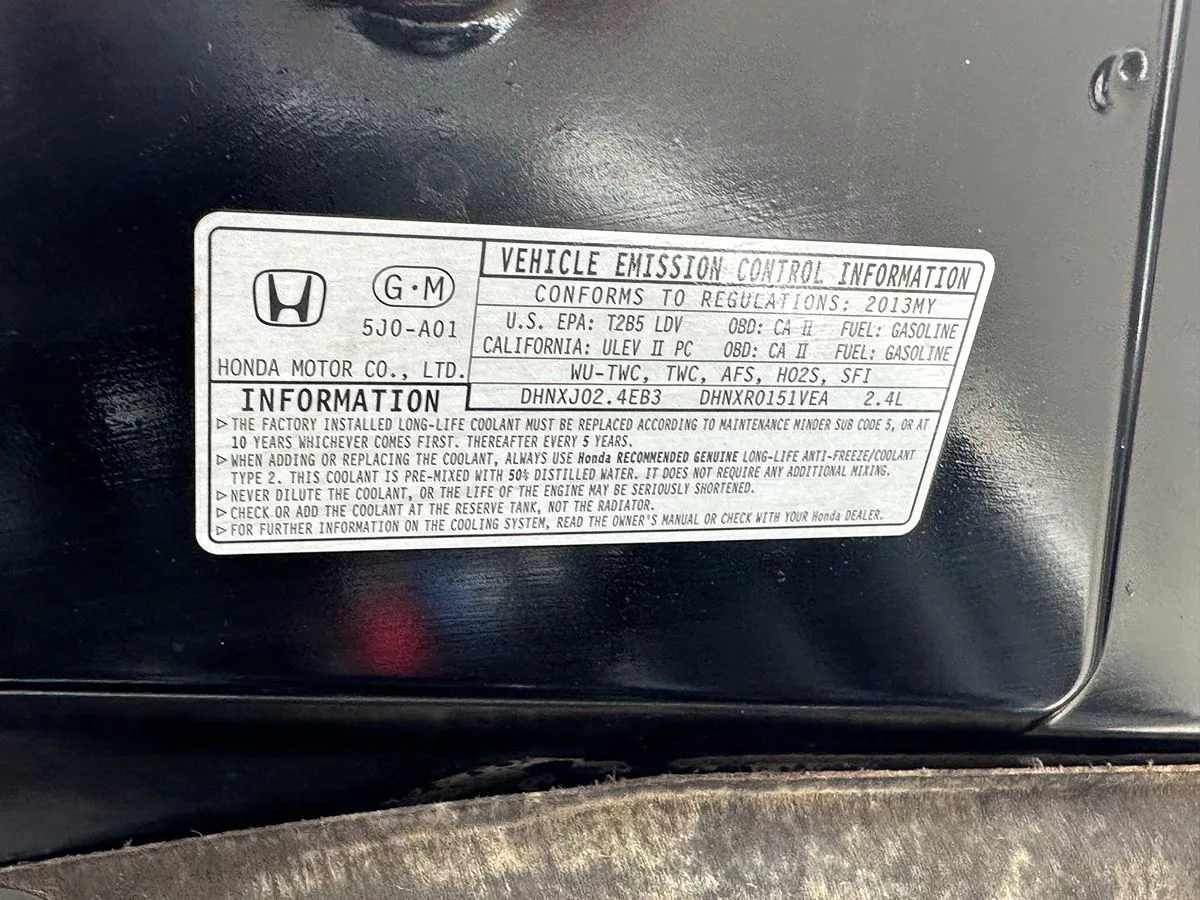 G·M
5J0-A01
HONDA MOTOR CO., LTD.
VEHICLE EMISSION CONTROL INFORMATION
CONFORMS TO REGULATIONS: 2013MY
U.S. EPA: T2B5 LDV OBD: CA II FUEL: GASOLINE
CALIFORNIA: ULEV II PC OBD: CA II FUEL: GASOLINE
WU-TWC, TWC, AFS, HO2S, SFI
DHNXJ02.4EB3 DHNXR0151VEA 2.4L
INFORMATION
▷ THE FACTORY INSTALLED LONG-LIFE COOLANT MUST BE REPLACED ACCORDING TO MAINTENANCE MINDER SUB CODE 5, OR AT
10 YEARS WHICHEVER COMES FIRST. THEREAFTER EVERY 5 YEARS.
▷ WHEN ADDING OR REPLACING THE COOLANT, ALWAYS USE Honda RECOMMENDED GENUINE LONG-LIFE ANTI-FREEZE/COOLANT
TYPE 2. THIS COOLANT IS PRE-MIXED WITH 50% DISTILLED WATER. IT DOES NOT REQUIRE ANY ADDITIONAL MIXING.
▷ NEVER DILUTE THE COOLANT, OR THE LIFE OF THE ENGINE MAY BE SERIOUSLY SHORTENED.
▷ CHECK OR ADD THE COOLANT AT THE RESERVE TANK, NOT THE RADIATOR.
▷ FOR FURTHER INFORMATION ON THE COOLING SYSTEM, READ THE OWNER'S MANUAL OR CHECK WITH YOUR Honda DEALER.